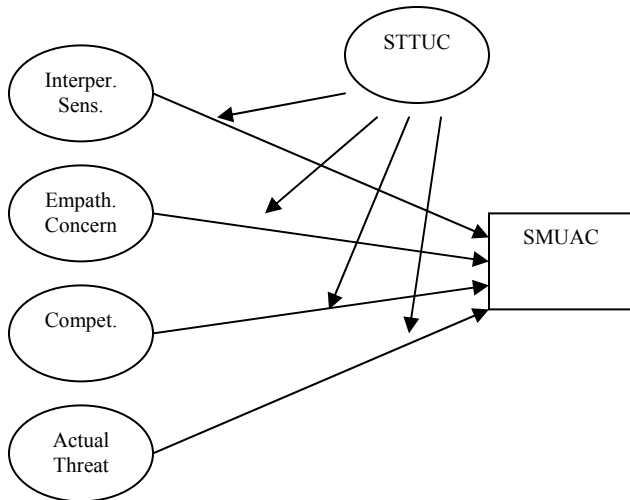 STTUC
Interper.
Sens.
Empath.
Concern
SMUAC
Compet.
Actual
Threat